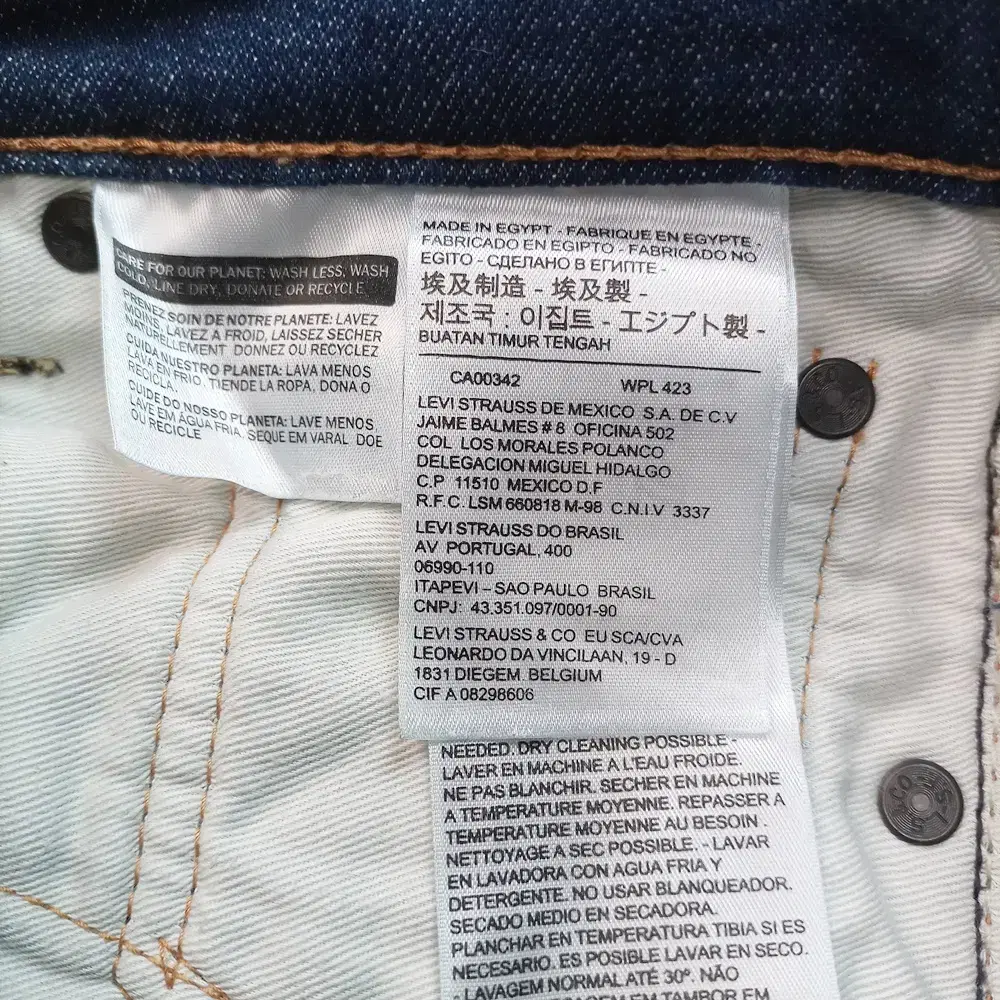 CARE FOR OUR PLANET: WASH LESS, WASH
COLD, LINE DRY, DONATE OR RECYCLE
PRENEZ SOIN DE NOTRE PLANETE: LAVEZ
MOINS, LAVEZ A FROID, LAISSEZ SECHER
NATURELLEMENT DONNEZ OU RECYCLEZ
CUIDA NUESTRO PLANETA: LAVA MENOS
LAVA EN FRIO, TIENDE LA ROPA, DONA O
RECICLA.
CUIDE DO NOSSO PLANETA: LAVE MENOS
LAVE EM ÁGUA FRIA, SEQUE EM VARAL DOE
OU RECICLE
MADE IN EGYPT - FABRIQUE EN EGYPTE -
FABRICADO EN EGIPTO - FABRICADO NO
EGITO - СДЕЛАНО В ЕГИПТЕ -
埃及制造 - 埃及製 -
제조국 : 이집트 - エジプト製 -
BUATAN TIMUR TENGAH
CA00342 WPL 423
LEVI STRAUSS DE MEXICO S.A. DE C.V
JAIME BALMES # 8 OFICINA 502
COL LOS MORALES POLANCO
DELEGACION MIGUEL HIDALGO
C.P 11510 MEXICO D.F
R.F.C. LSM 660818 M-98 C.N.I.V 3337
LEVI STRAUSS DO BRASIL
AV PORTUGAL, 400
06990-110
ITAPEVI – SAO PAULO BRASIL
CNPJ: 43.351.097/0001-90
LEVI STRAUSS & CO EU SCA/CVA
LEONARDO DA VINCILAAN, 19 - D
1831 DIEGEM BELGIUM
CIF A 08298606
NEEDED. DRY CLEANING POSSIBLE -
LAVER EN MACHINE A L'EAU FROIDE.
NE PAS BLANCHIR. SECHER EN MACHINE
A TEMPERATURE MOYENNE. REPASSER A
TEMPERATURE MOYENNE AU BESOIN .
NETTOYAGE A SEC POSSIBLE. - LAVAR
EN LAVADORA CON AGUA FRIA Y
DETERGENTE. NO USAR BLANQUEADOR.
SECADO MEDIO EN SECADORA.
PLANCHAR EN TEMPERATURA TIBIA SI ES
NECESARIO. ES POSIBLE LAVAR EN SECO.
- LAVAGEM NORMAL ATÉ 30º. NÃO
EM TAMBOR EM